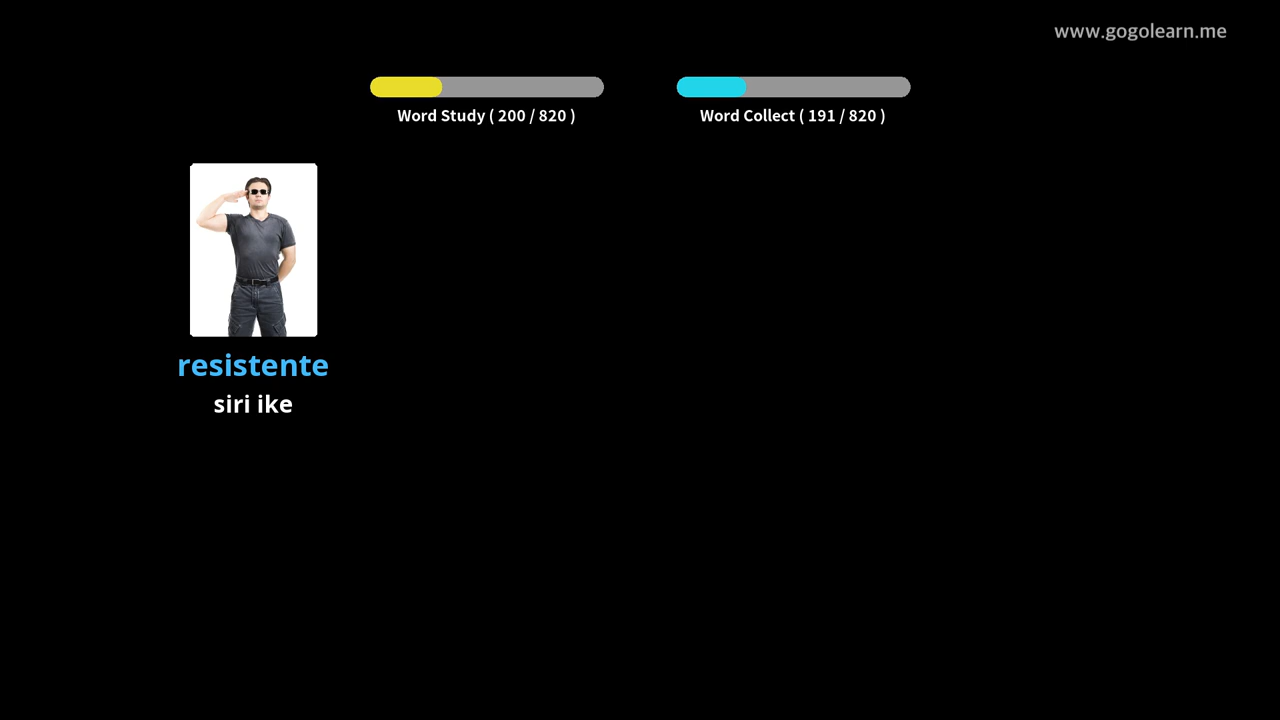 www.gogolearn.me
Word Study ( 200 / 820 )
Word Collect ( 191 / 820 )
resistente
siri ike